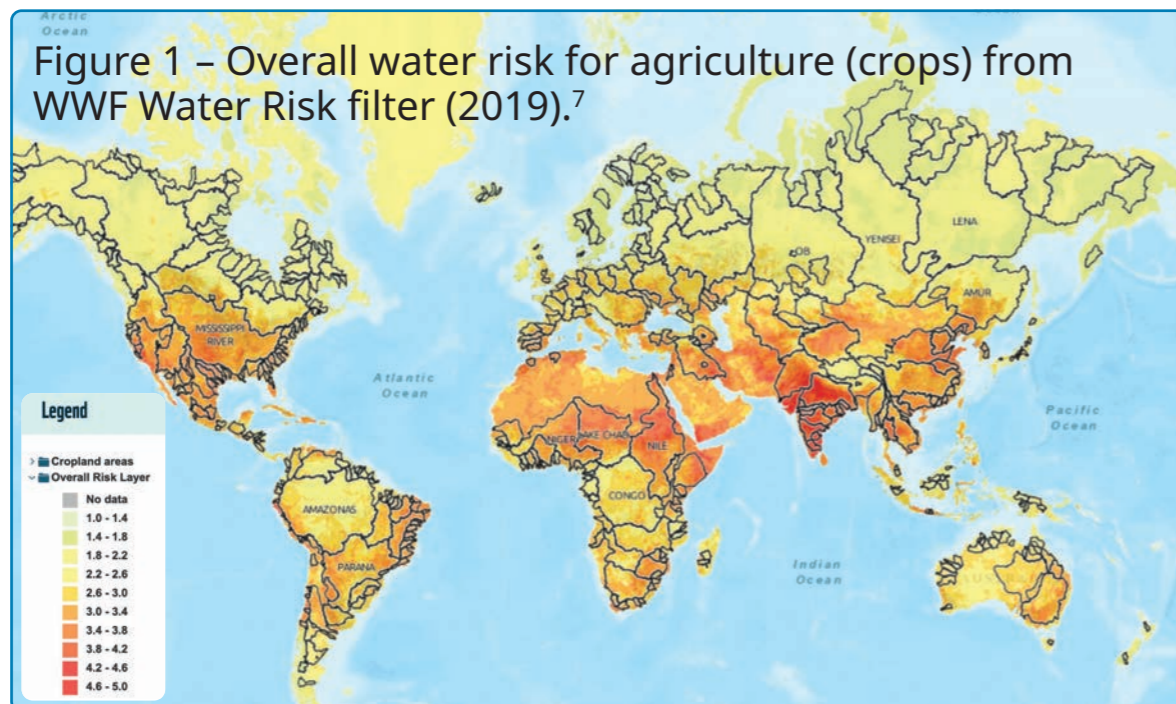 Arctic
Ocean
Figure 1 – Overall water risk for agriculture (crops) from
WWF Water Risk filter (2019).⁷
LENA
YENISEI
OB
AMUR
MISSISSIPPI
RIVER
Atlantic
Ocean
Pacific
Ocean
NIGER
LAKE CHAD
NILE
CONGO
AMAZONAS
PARANA
Indian
Ocean
Legend
Cropland areas
Overall Risk Layer
No data
1.0 - 1.4
1.4 - 1.8
1.8 - 2.2
2.2 - 2.6
2.6 - 3.0
3.0 - 3.4
3.4 - 3.8
3.8 - 4.2
4.2 - 4.6
4.6 - 5.0